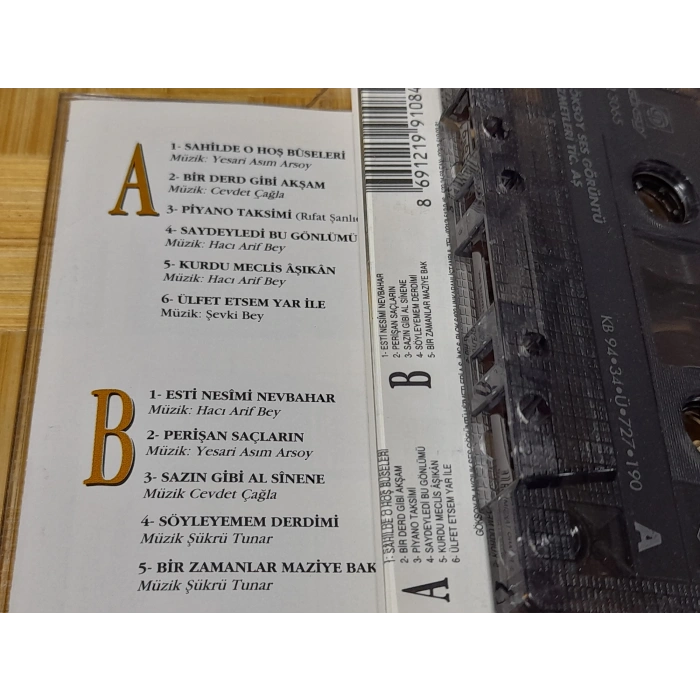 A
1- SAHİLDE O HOŞ BÛSELERİ
Müzik: Yesari Asım Arsoy
2- BİR DERD GİBİ AKŞAM
Müzik: Cevdet Çağla
3- PİYANO TAKSİMİ (Rıfat Şanlı
4- SAYDEYLEDİ BU GÖNLÜMÜ
Müzik: Hacı Arif Bey
5- KURDU MECLİS ÂŞIKÂN
Müzik: Hacı Arif Bey
6- ÜLFET ETSEM YAR İLE
Müzik: Şevki Bey
B
1- ESTİ NESÎMİ NEVBAHAR
Müzik: Hacı Arif Bey
2- PERİŞAN SAÇLARIN
Müzik: Yesari Asım Arsoy
3- SAZIN GİBİ AL SÎNENE
Müzik Cevdet Çağla
4- SÖYLEYEMEM DERDİMİ
Müzik Şükrü Tunar
5- BİR ZAMANLAR MAZİYE BAK
Müzik Şükrü Tunar
8 691219 91084
A
1- SAHİLDE O HOŞ BÛSELERİ
2- BİR DERD GİBİ AKŞAM
3- PİYANO TAKSİMİ
4- SAYDEYLEDİ BU GÖNLÜMÜ
5- KURDU MECLİS ÂŞIKÂN
6- ÜLFET ETSEM YAR İLE
B
1- ESTİ NESİMİ NEVBAHAR
2- PERİŞAN SAÇLARIN
3- SAZIN GİBİ AL SİNENE
4- SÖYLEYEMEM DERDİMİ
5- BİR ZAMANLAR MAZİYE BAK
SES GÖRÜNTÜ
TİC. AŞ
KB 94•34•Ü•727•190
A